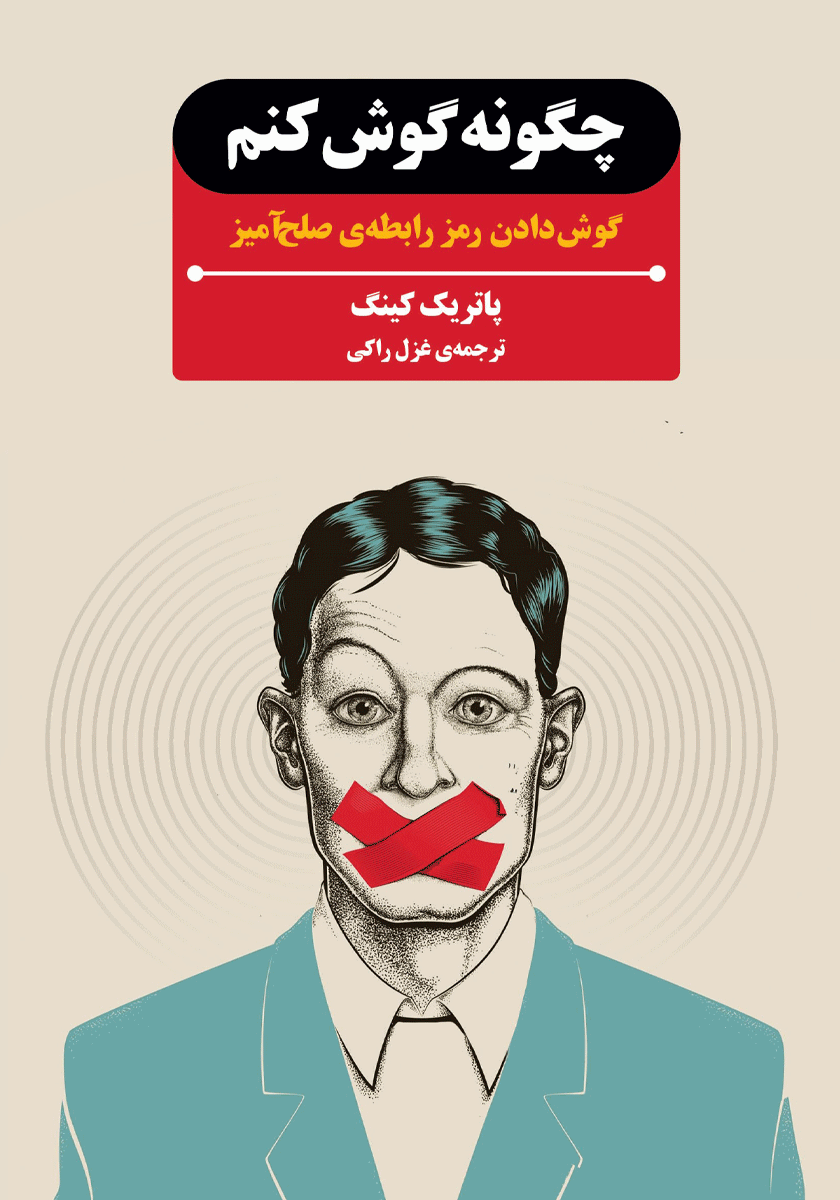 چگونه گوش کنم
گوش‌دادن رمز رابطه‌ی صلح‌آمیز
پاتریک کینگ
ترجمه‌ی غزل راکی